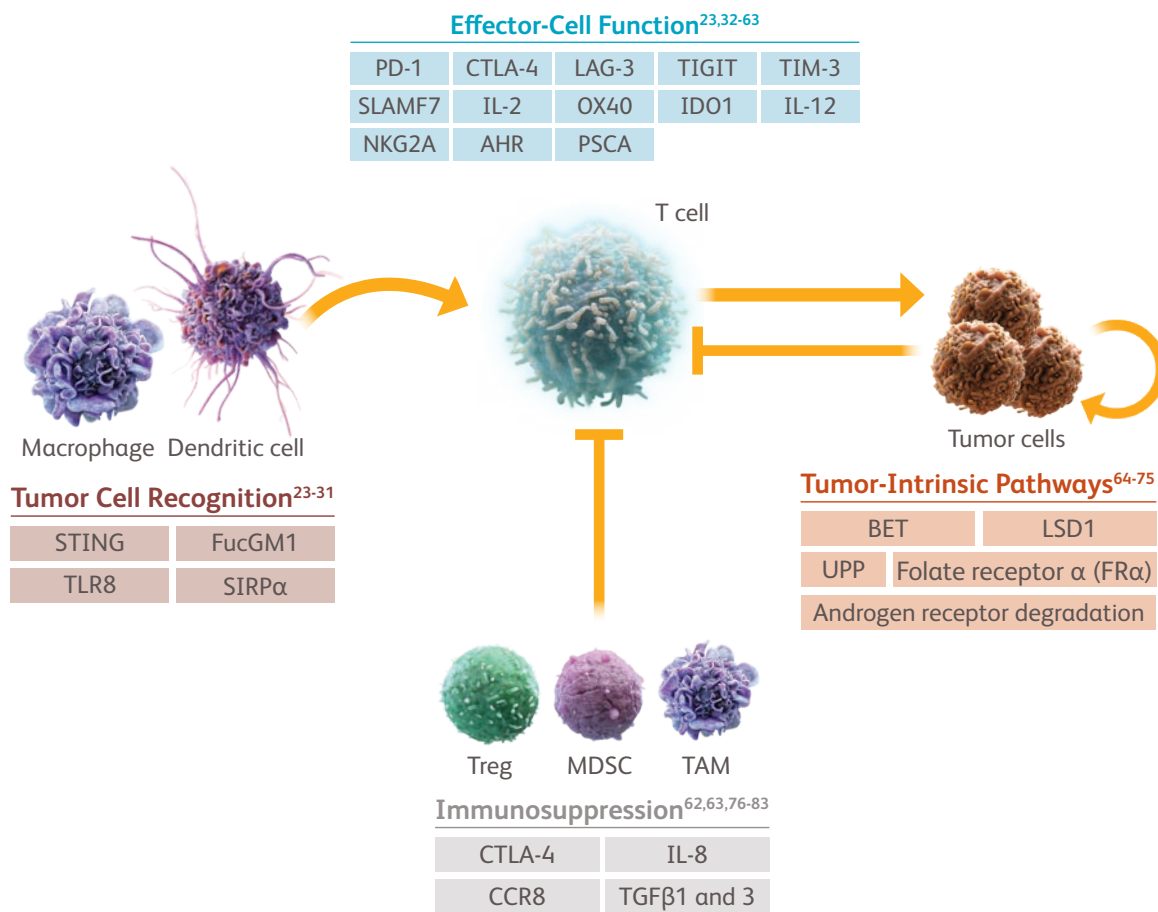 Effector-Cell Function23,32-63
PD-1 CTLA-4 LAG-3 TIGIT TIM-3
SLAMF7 IL-2 OX40 IDO1 IL-12
NKG2A AHR PSCA
T cell
Macrophage Dendritic cell
Tumor cells
Tumor Cell Recognition23-31
STING FucGM1
TLR8 SIRPα
Tumor-Intrinsic Pathways64-75
BET LSD1
UPP Folate receptor α (FRα)
Androgen receptor degradation
Treg MDSC TAM
Immunosuppression62,63,76-83
CTLA-4 IL-8
CCR8 TGFβ1 and 3